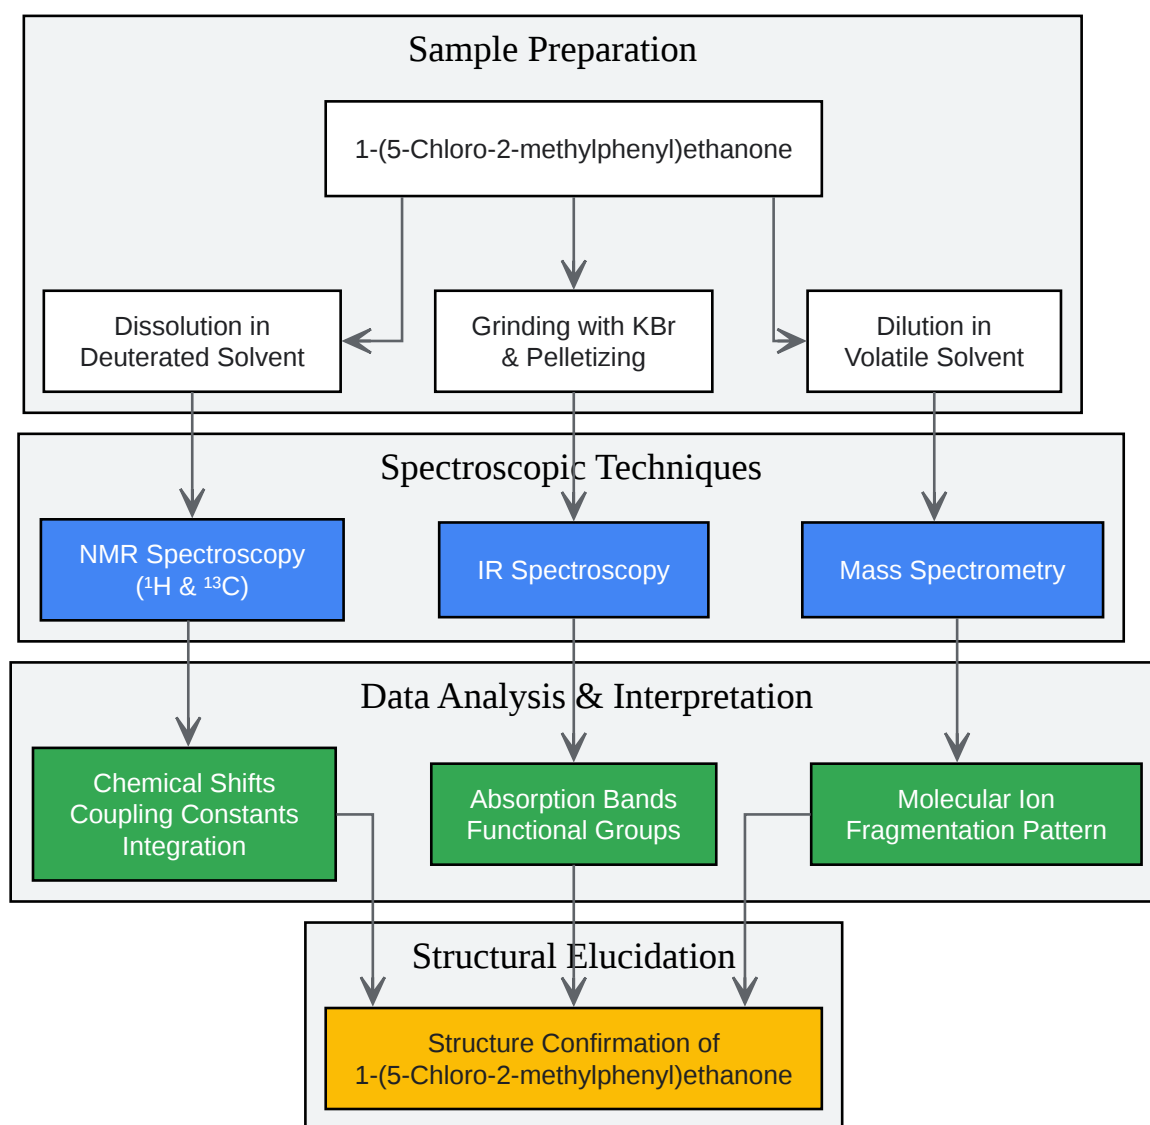 Sample Preparation
1-(5-Chloro-2-methylphenyl)ethanone
Dissolution in
Deuterated Solvent
Grinding with KBr
& Pelletizing
Dilution in
Volatile Solvent
Spectroscopic Techniques
NMR Spectroscopy
(¹H & ¹³C)
IR Spectroscopy
Mass Spectrometry
Data Analysis & Interpretation
Chemical Shifts
Coupling Constants
Integration
Absorption Bands
Functional Groups
Molecular Ion
Fragmentation Pattern
Structural Elucidation
Structure Confirmation of
1-(5-Chloro-2-methylphenyl)ethanone